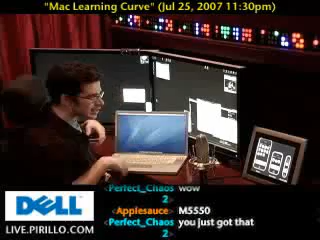 "Mac Learning Curve" (Jul 25, 2007 11:30pm)
DELL
LIVE.PIRILLO.COM
<Perfect_Chaos wow
2>
<Applesauce> M5550
<Perfect_Chaos you just got that
2>